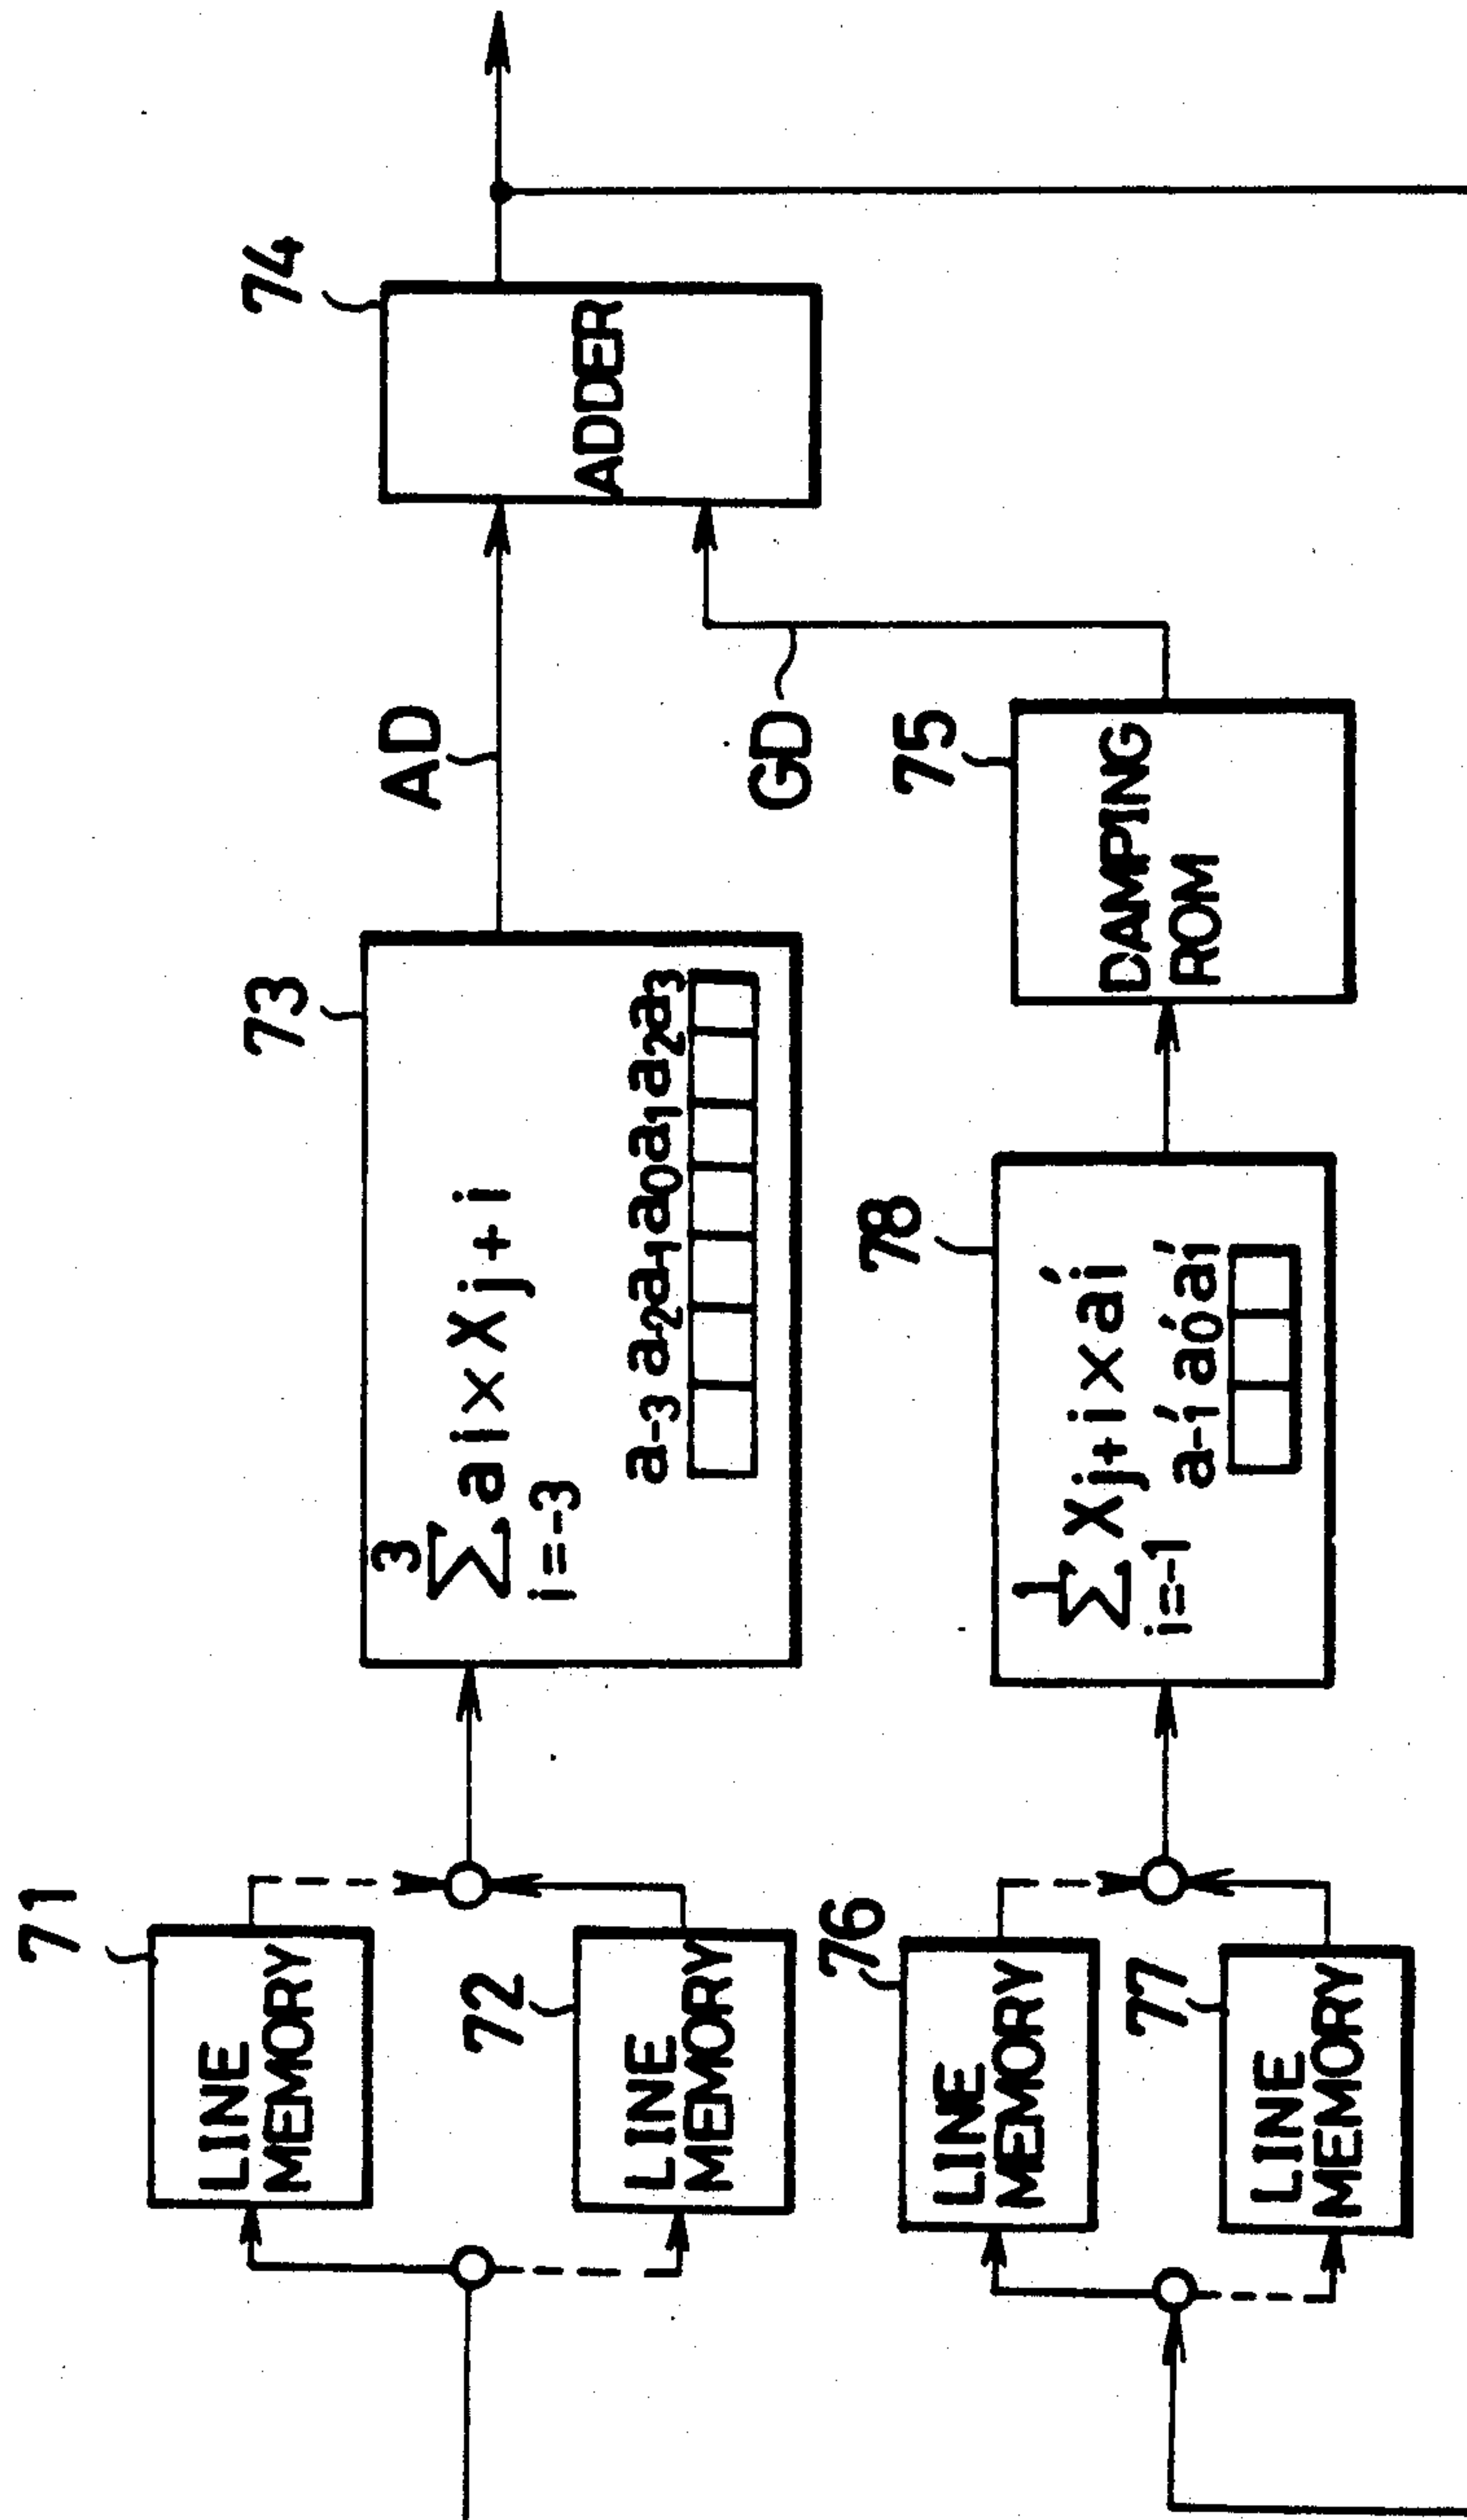 71
LINE
MEMORY
72
LINE
MEMORY
73
3
∑ ai×Xj+i
i=-3
a-3 a-2 a-1 a0 a1 a2 a3
AD
74
ADDER
76
LINE
MEMORY
77
LINE
MEMORY
78
1
∑ Xj+i×ai′
i=-1
a-1′ a0′ a1′
75
DAMPING
ROM
GD